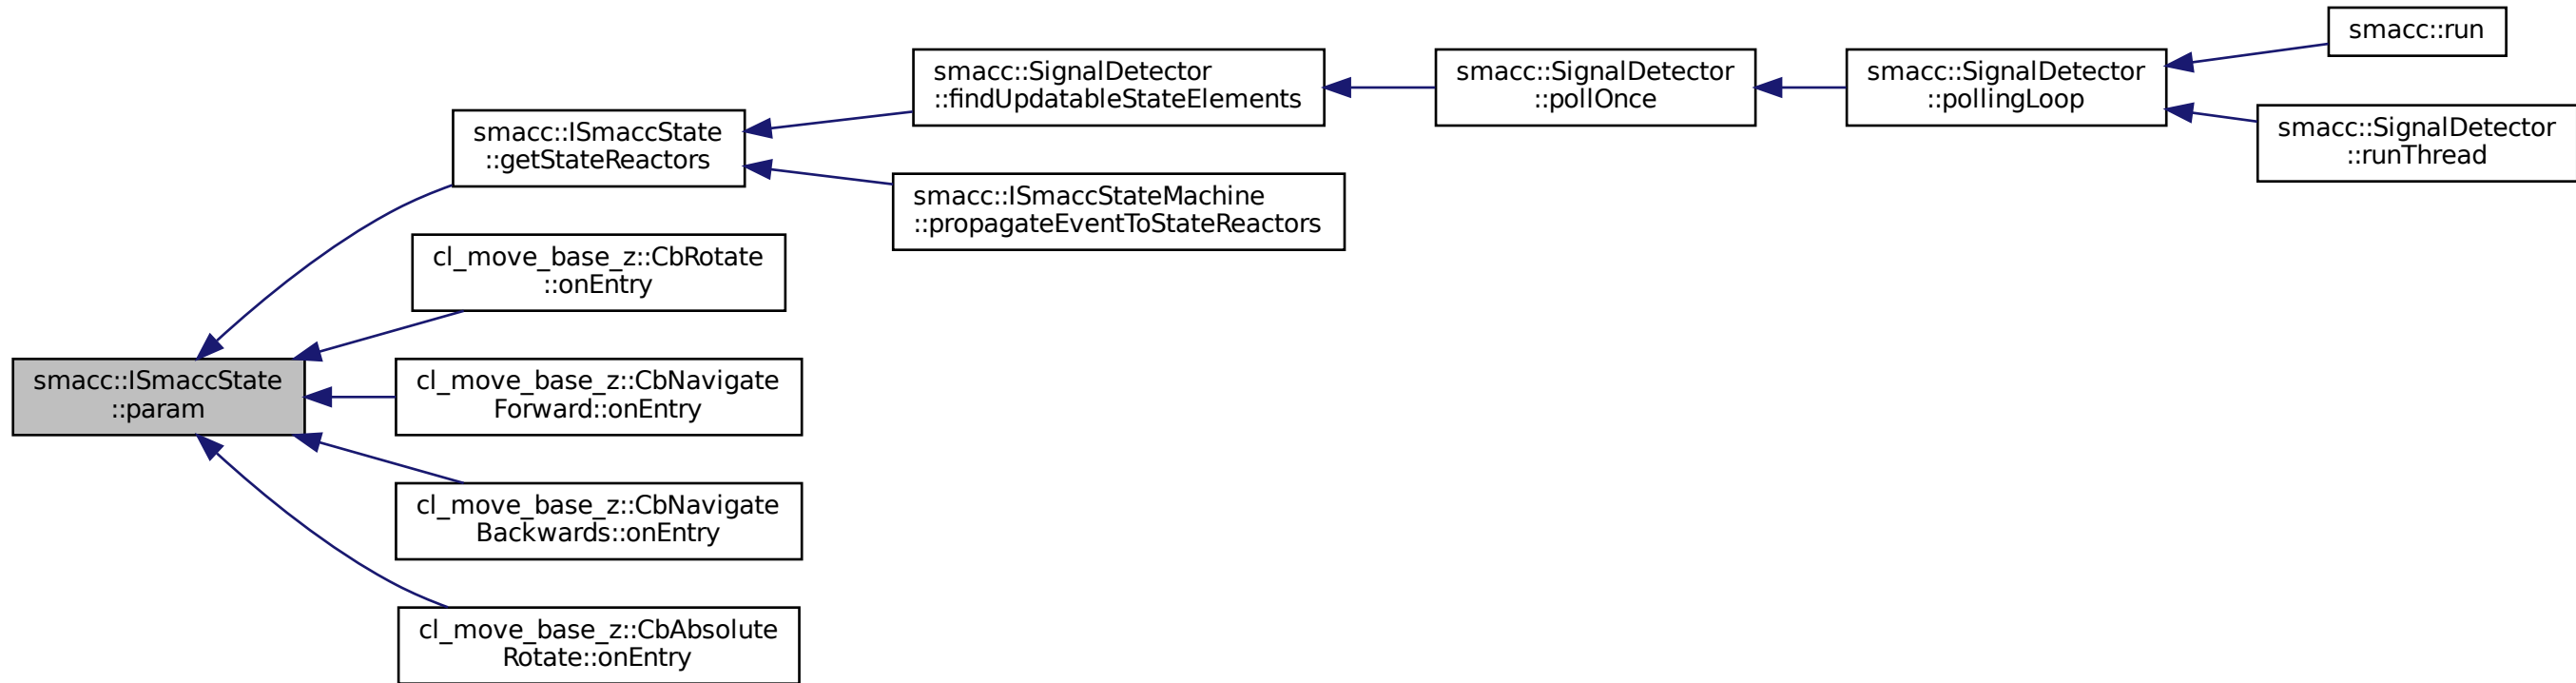 smacc::run
smacc::SignalDetector
::findUpdatableStateElements
smacc::SignalDetector
::pollOnce
smacc::SignalDetector
::pollingLoop
smacc::SignalDetector
::runThread
smacc::ISmaccState
::getStateReactors
smacc::ISmaccStateMachine
::propagateEventToStateReactors
cl_move_base_z::CbRotate
::onEntry
smacc::ISmaccState
::param
cl_move_base_z::CbNavigate
Forward::onEntry
cl_move_base_z::CbNavigate
Backwards::onEntry
cl_move_base_z::CbAbsolute
Rotate::onEntry